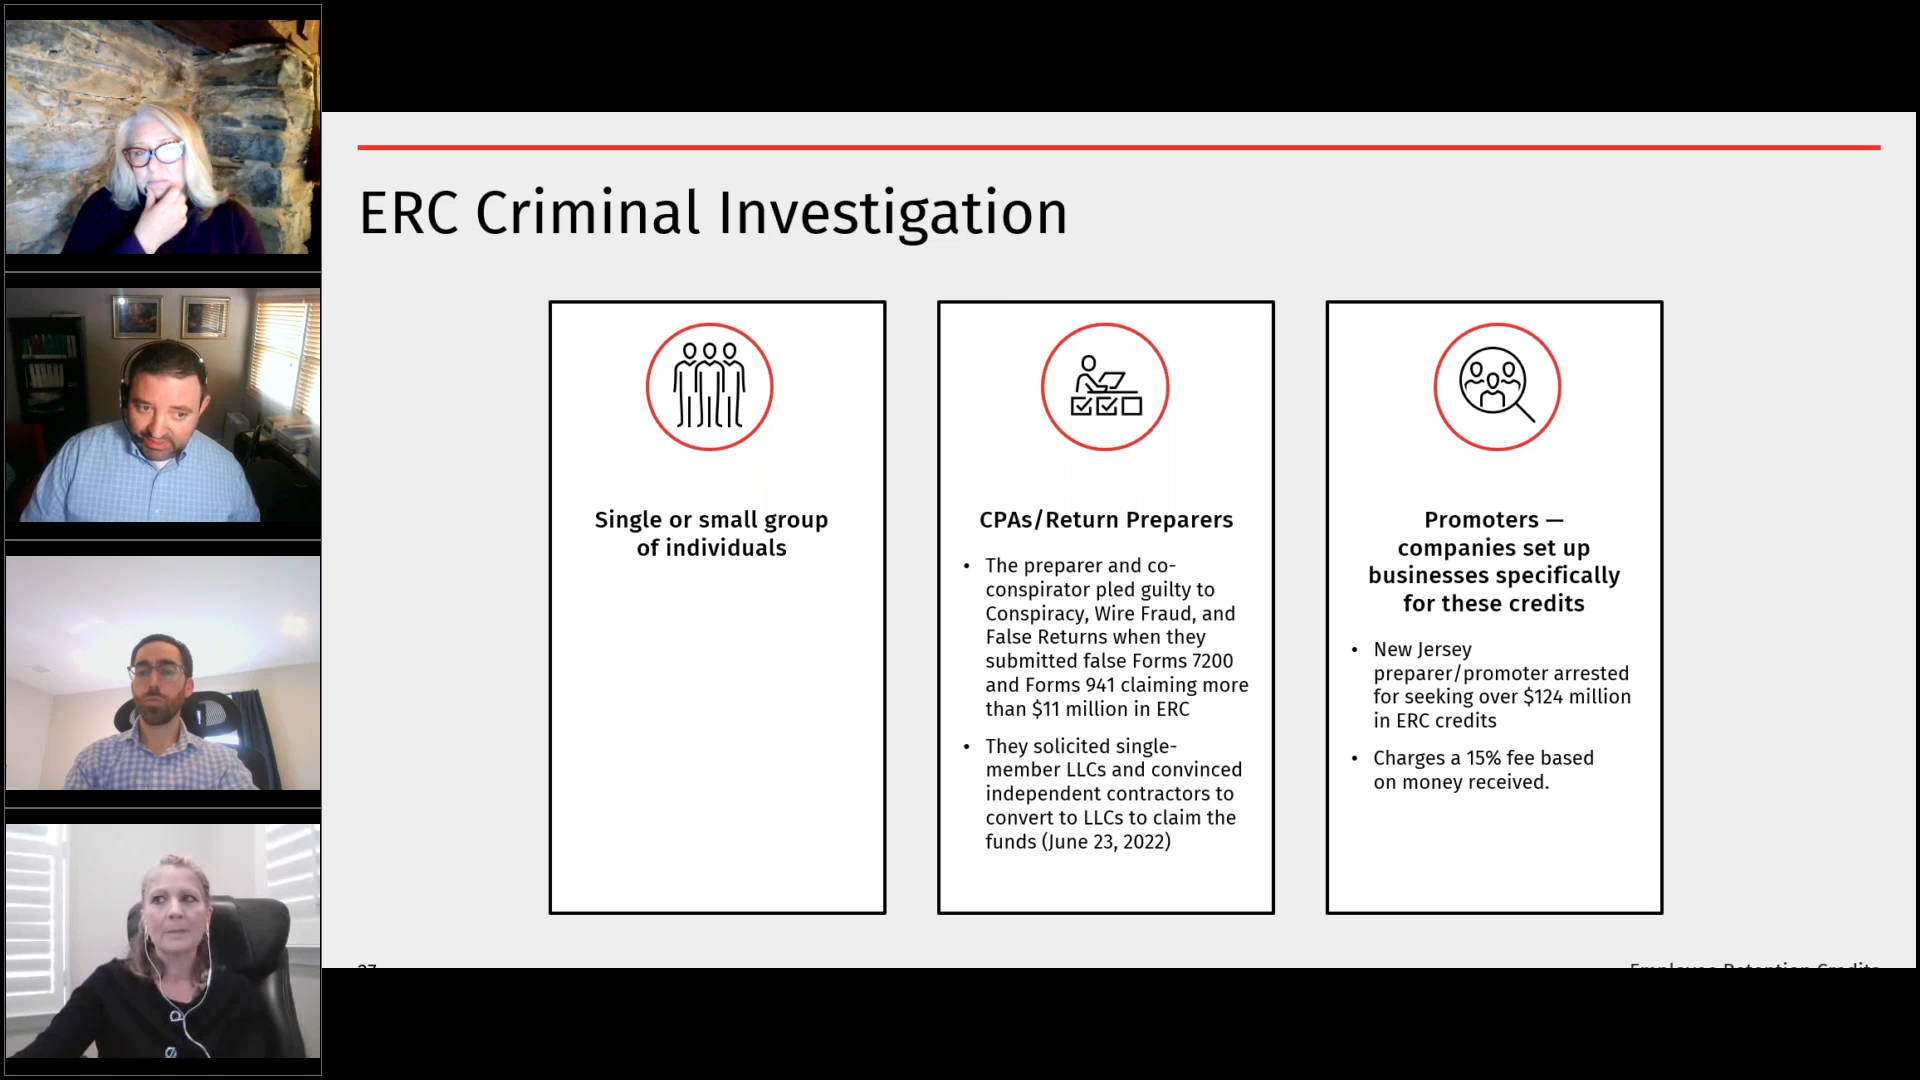 ERC Criminal Investigation
Single or small group
of individuals
CPAs/Return Preparers
• The preparer and co-
conspirator pled guilty to
Conspiracy, Wire Fraud, and
False Returns when they
submitted false Forms 7200
and Forms 941 claiming more
than $11 million in ERC
• They solicited single-
member LLCs and convinced
independent contractors to
convert to LLCs to claim the
funds (June 23, 2022)
Promoters —
companies set up
businesses specifically
for these credits
• New Jersey
preparer/promoter arrested
for seeking over $124 million
in ERC credits
• Charges a 15% fee based
on money received.
Employee Retention Credits